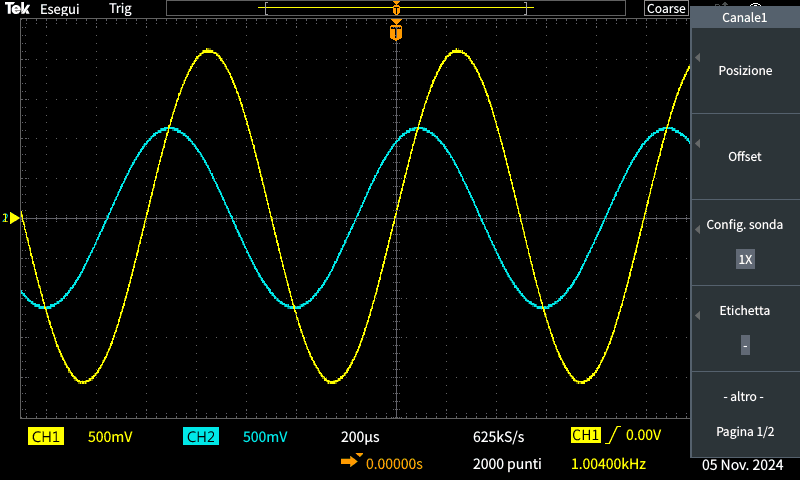 Tek Esegui Trig T Coarse
Canale1
T
Posizione
Offset
Config. sonda
1X
Etichetta
-
- altro -
Pagina 1/2
CH1 500mV CH2 500mV 200µs 625kS/s CH1 0.00V
0.00000s 2000 punti 1.00400kHz 05 Nov. 2024